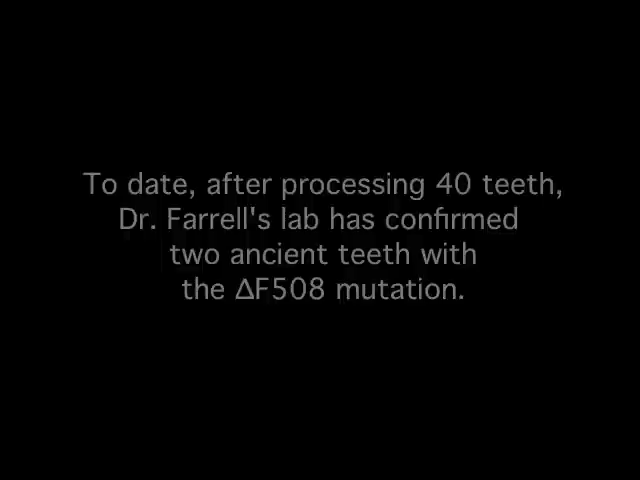 To date, after processing 40 teeth,
Dr. Farrell's lab has confirmed
two ancient teeth with
the ΔF508 mutation.